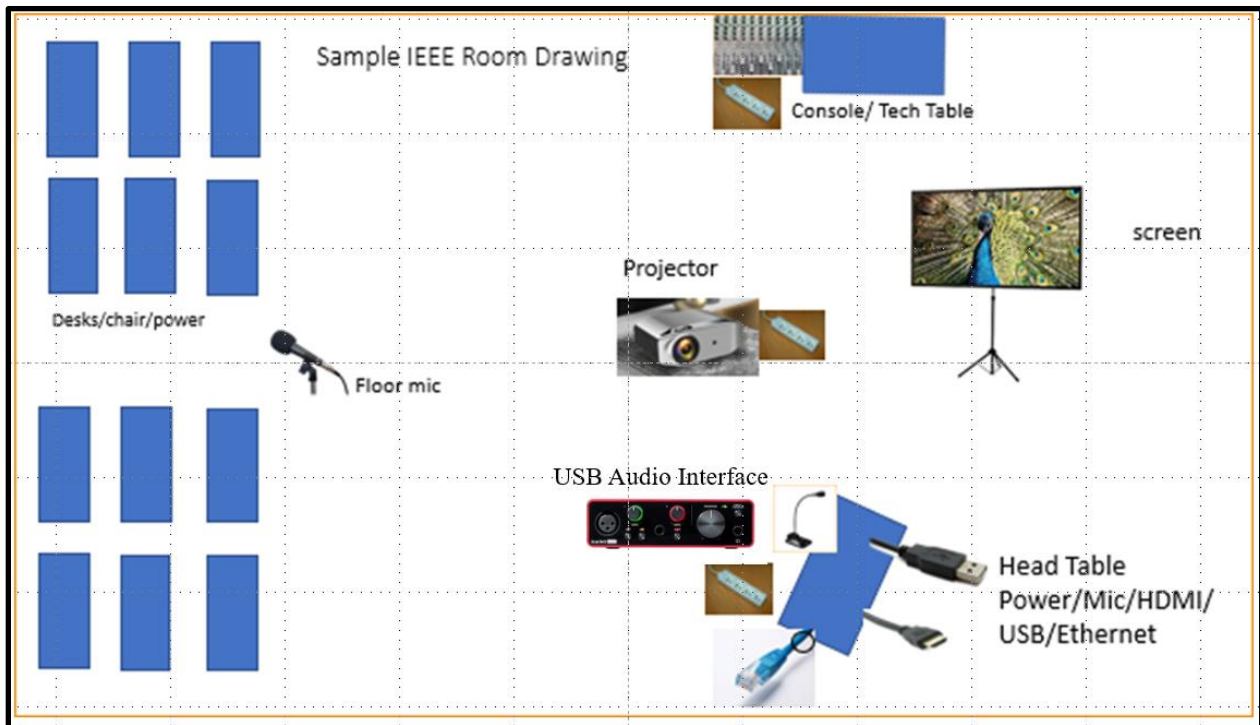 Sample IEEE Room Drawing
Console/ Tech Table
screen
Projector
Desks/chair/power
Floor mic
USB Audio Interface
Head Table
Power/Mic/HDMI/
USB/Ethernet